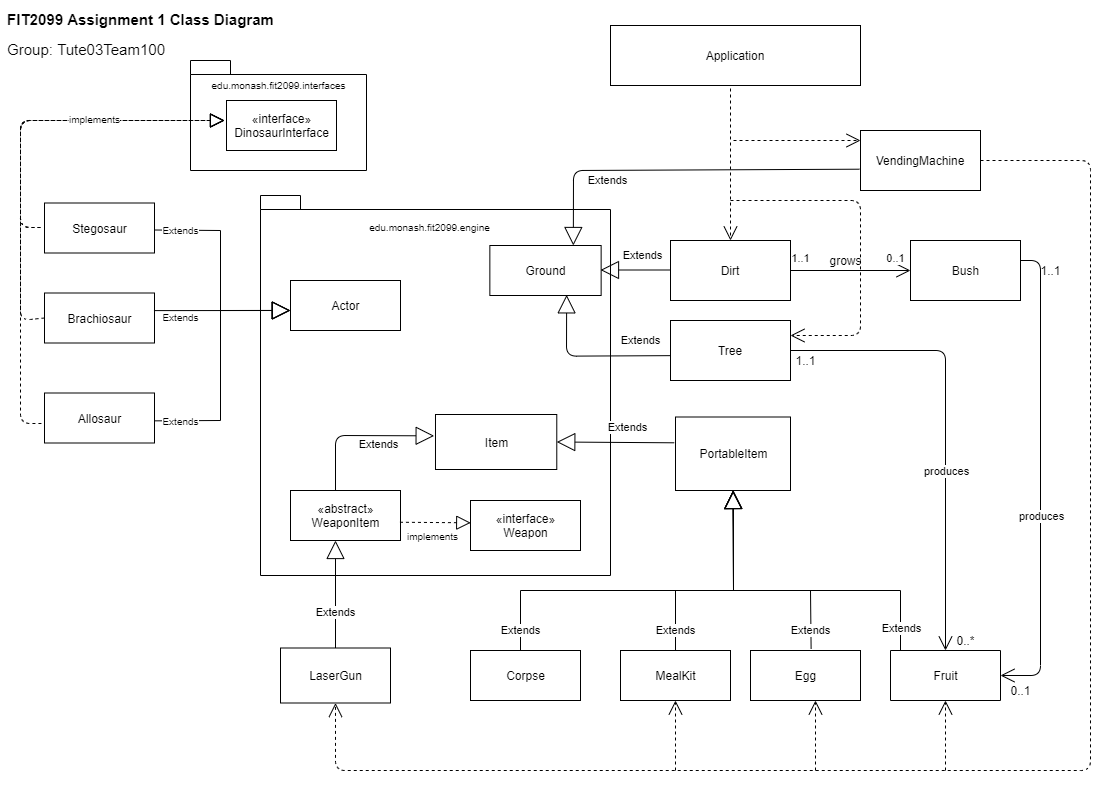 FIT2099 Assignment 1 Class Diagram
Group: Tute03Team100
Application
edu.monash.fit2099.interfaces
«interface»
DinosaurInterface
implements
VendingMachine
Extends
Stegosaur
Extends
edu.monash.fit2099.engine
Ground
Extends
Dirt
1..1
grows
0..1
Bush
1..1
Actor
Brachiosaur
Extends
Extends
Tree
1..1
Allosaur
Extends
Item
Extends
Extends
PortableItem
produces
«abstract»
WeaponItem
implements
«interface»
Weapon
produces
Extends
Extends
Extends
Extends
Extends
0..*
LaserGun
Corpse
MealKit
Egg
Fruit
0..1